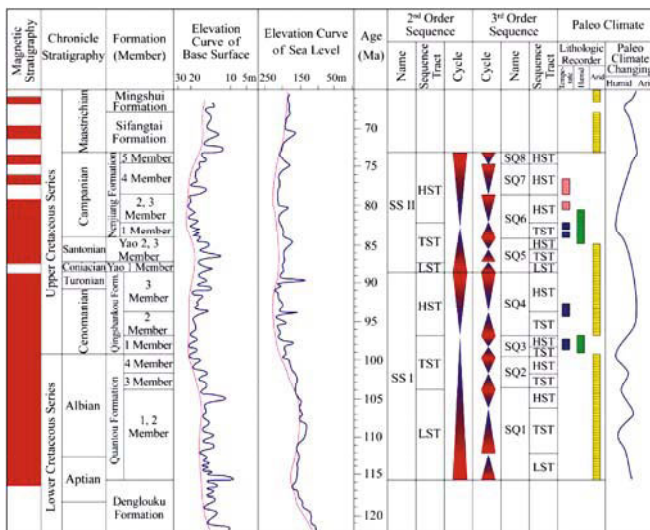 Magnetic Stratigraphy
Chronicle Stratigraphy
Formation (Member)
Elevation Curve of Base Surface
30 20 10 5m
Elevation Curve of Sea Level
250 150 50m
Age (Ma)
2nd Order Sequence
Name
Sequence Tract
Cycle
3rd Order Sequence
Cycle
Name
Sequence Tract
Paleo Climate
Lithologic Recorder
Humid
Arid
Paleo Climate Changing
Humid Arid
Upper Cretaceous Series
Lower Cretaceous Series
Maastrichian
Campanian
Santonian
Coniacian
Turonian
Cenomanian
Albian
Aptian
Mingshui Formation
Sifangtai Formation
Nenjiang Formation
5 Member
4 Member
2, 3 Member
1 Member
Yao 2, 3 Member
Yao 1 Member
Qingshankou Form.
3 Member
2 Member
1 Member
Quantou Formation
4 Member
3 Member
1, 2 Member
Denglouku Formation
70
75
80
85
90
95
100
105
110
115
120
SS II
HST
TST
LST
SS I
HST
TST
LST
SQ8
HST
SQ7
HST
SQ6
HST
TST
SQ5
HST
TST
LST
SQ4
HST
TST
SQ3
HST
TST
SQ2
HST
TST
SQ1
HST
TST
LST